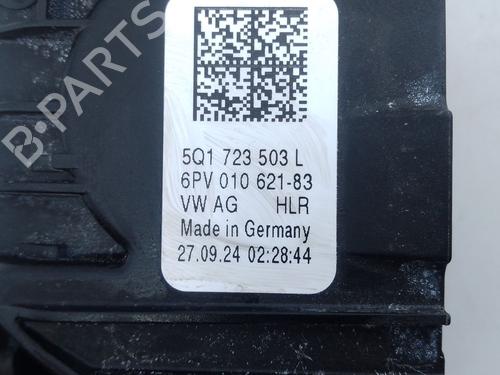 B-PARTS
5Q1 723 503 L
6PV 010 621-83
VW AG HLR
Made in Germany
27.09.24 02:28:44